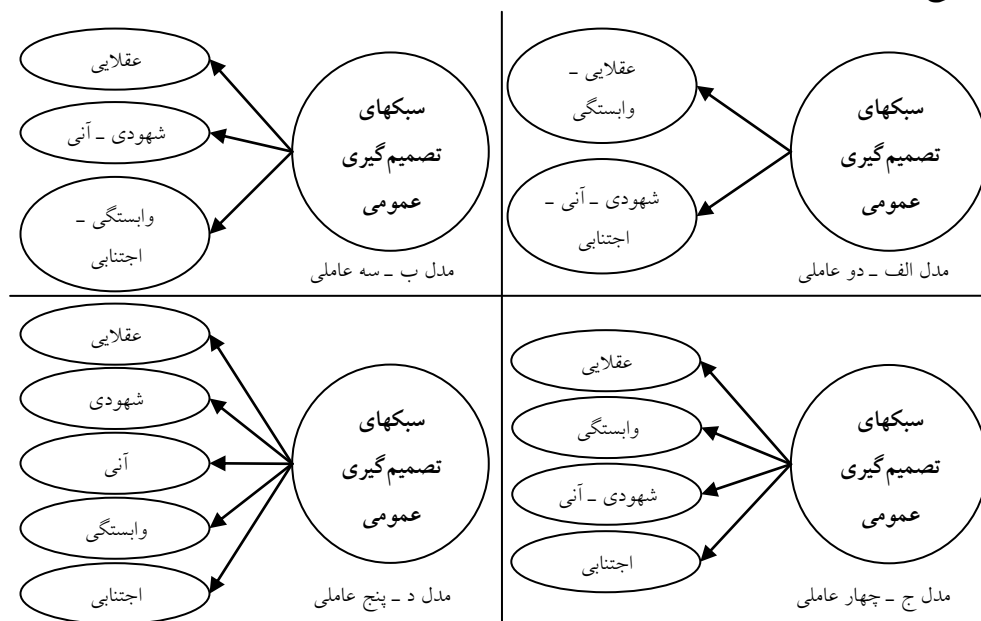 سبکهای
تصمیم‌گیری
عمومی
عقلایی ـ
وابستگی
شهودی ـ آنی ـ
اجتنابی
مدل الف ـ دو عاملی
سبکهای
تصمیم‌گیری
عمومی
عقلایی
شهودی ـ آنی
وابستگی ـ
اجتنابی
مدل ب ـ سه عاملی
سبکهای
تصمیم‌گیری
عمومی
عقلایی
وابستگی
شهودی ـ آنی
اجتنابی
مدل ج ـ چهار عاملی
سبکهای
تصمیم‌گیری
عمومی
عقلایی
شهودی
آنی
وابستگی
اجتنابی
مدل د ـ پنج عاملی